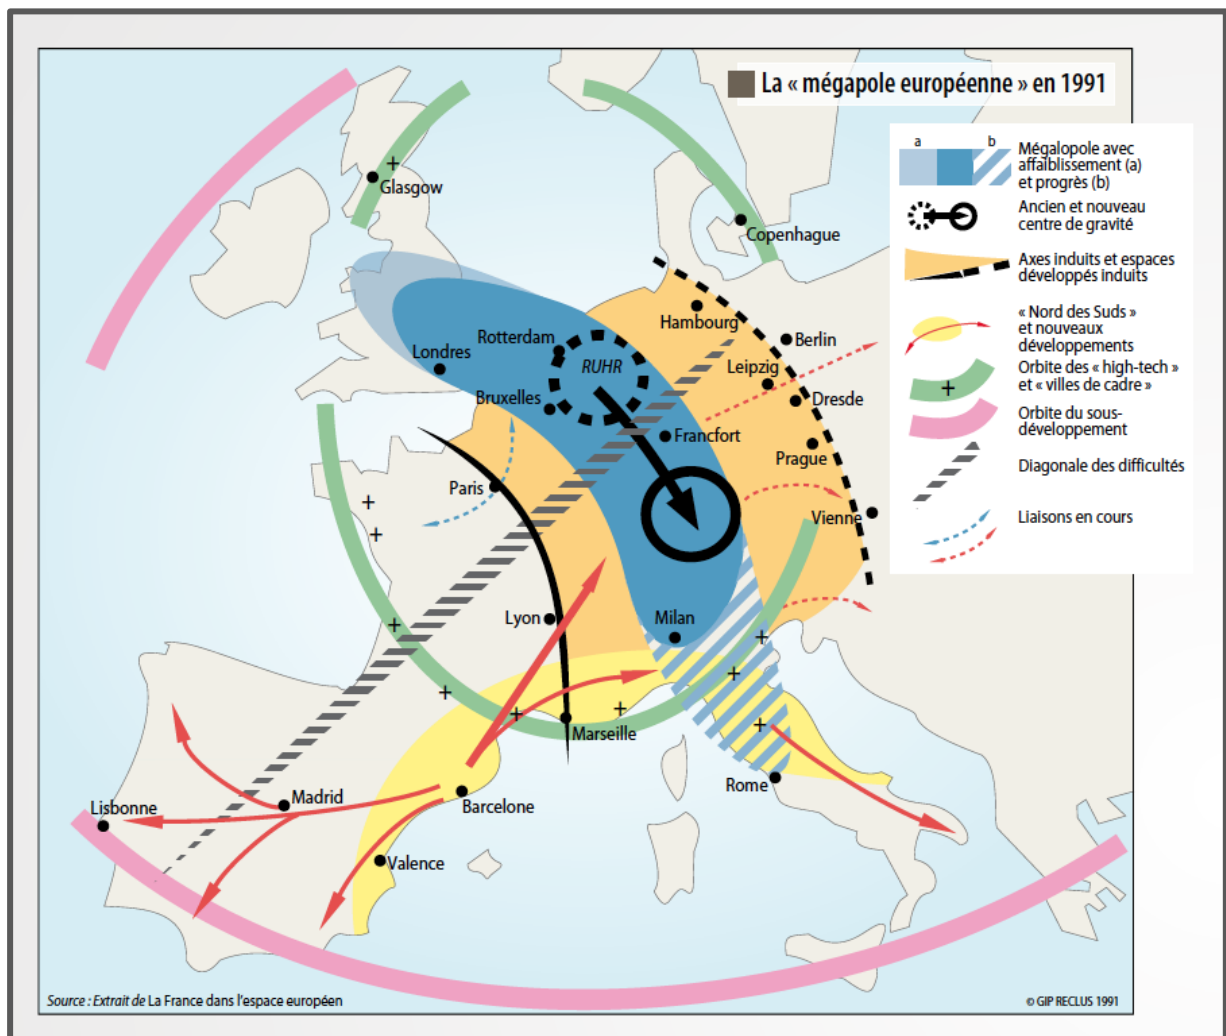 La « mégapole européenne » en 1991
a
b
Mégalopole avec
affaiblissement (a)
et progrès (b)
Ancien et nouveau
centre de gravité
Axes induits et espaces
développés induits
« Nord des Suds »
et nouveaux
développements
Orbite des « high-tech »
et « villes de cadre »
Orbite du sous-
développement
Diagonale des difficultés
Liaisons en cours
Glasgow
Copenhague
Hambourg
Berlin
Rotterdam
RUHR
Londres
Leipzig
Bruxelles
Dresde
Francfort
Prague
Paris
Vienne
Lyon
Milan
Marseille
Rome
Madrid
Barcelone
Lisbonne
Valence
Source : Extrait de La France dans l'espace européen
© GIP RECLUS 1991